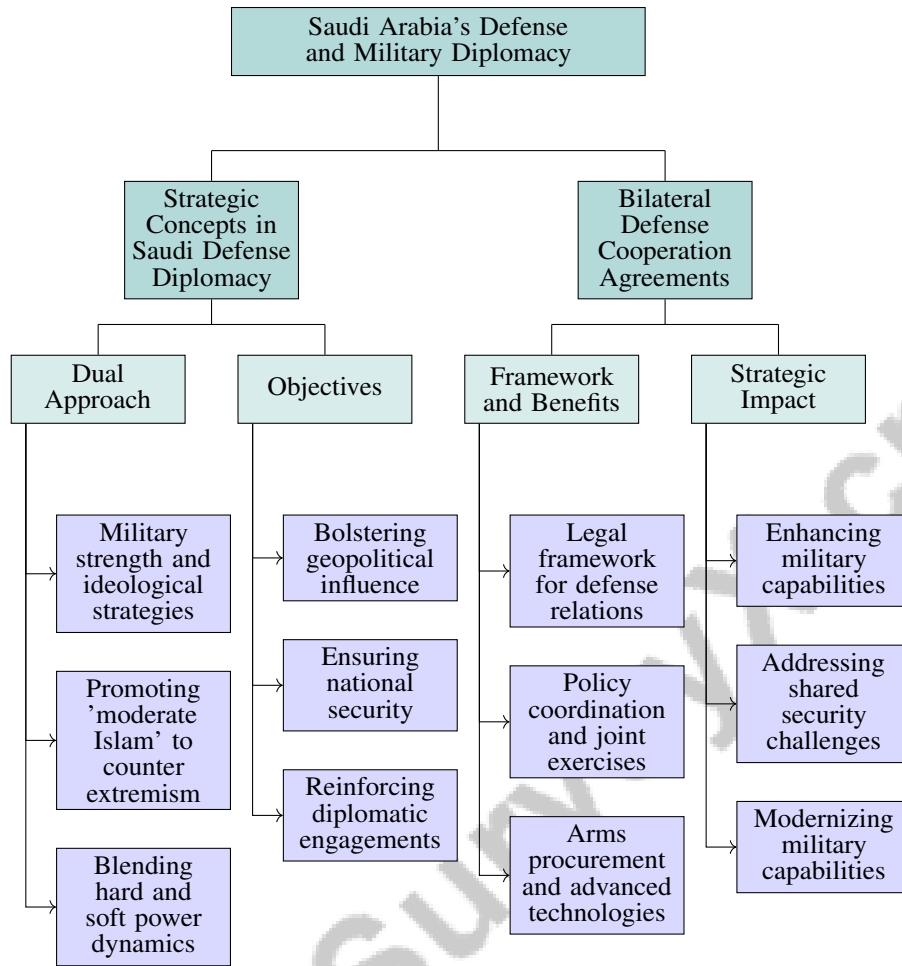 Saudi Arabia's Defense
and Military Diplomacy
Strategic
Concepts in
Saudi Defense
Diplomacy
Bilateral
Defense
Cooperation
Agreements
Dual
Approach
Objectives
Framework
and Benefits
Strategic
Impact
Military
strength and
ideological
strategies
Promoting
'moderate
Islam' to
counter
extremism
Blending
hard and
soft power
dynamics
Bolstering
geopolitical
influence
Ensuring
national
security
Reinforcing
diplomatic
engagements
Legal
framework
for defense
relations
Policy
coordination
and joint
exercises
Arms
procurement
and advanced
technologies
Enhancing
military
capabilities
Addressing
shared
security
challenges
Modernizing
military
capabilities